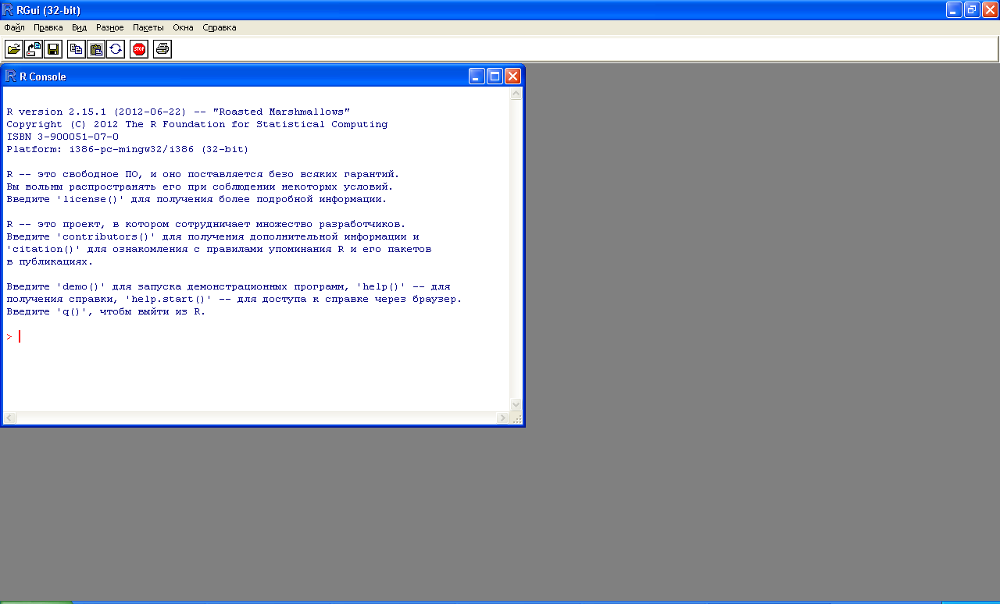 RGui (32-bit)
Файл Правка Вид Разное Пакеты Окна Справка
STOP
R Console
R version 2.15.1 (2012-06-22) -- "Roasted Marshmallows"
Copyright (C) 2012 The R Foundation for Statistical Computing
ISBN 3-900051-07-0
Platform: i386-pc-mingw32/i386 (32-bit)
R -- это свободное ПО, и оно поставляется безо всяких гарантий.
Вы вольны распространять его при соблюдении некоторых условий.
Введите 'license()' для получения более подробной информации.
R -- это проект, в котором сотрудничает множество разработчиков.
Введите 'contributors()' для получения дополнительной информации и
'citation()' для ознакомления с правилами упоминания R и его пакетов
в публикациях.
Введите 'demo()' для запуска демонстрационных программ, 'help()' -- для
получения справки, 'help.start()' -- для доступа к справке через браузер.
Введите 'q()', чтобы выйти из R.
>